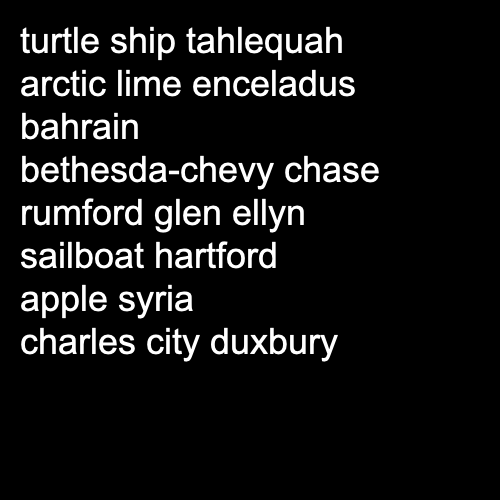 turtle ship tahlequah
arctic lime enceladus
bahrain
bethesda-chevy chase
rumford glen ellyn
sailboat hartford
apple syria
charles city duxbury